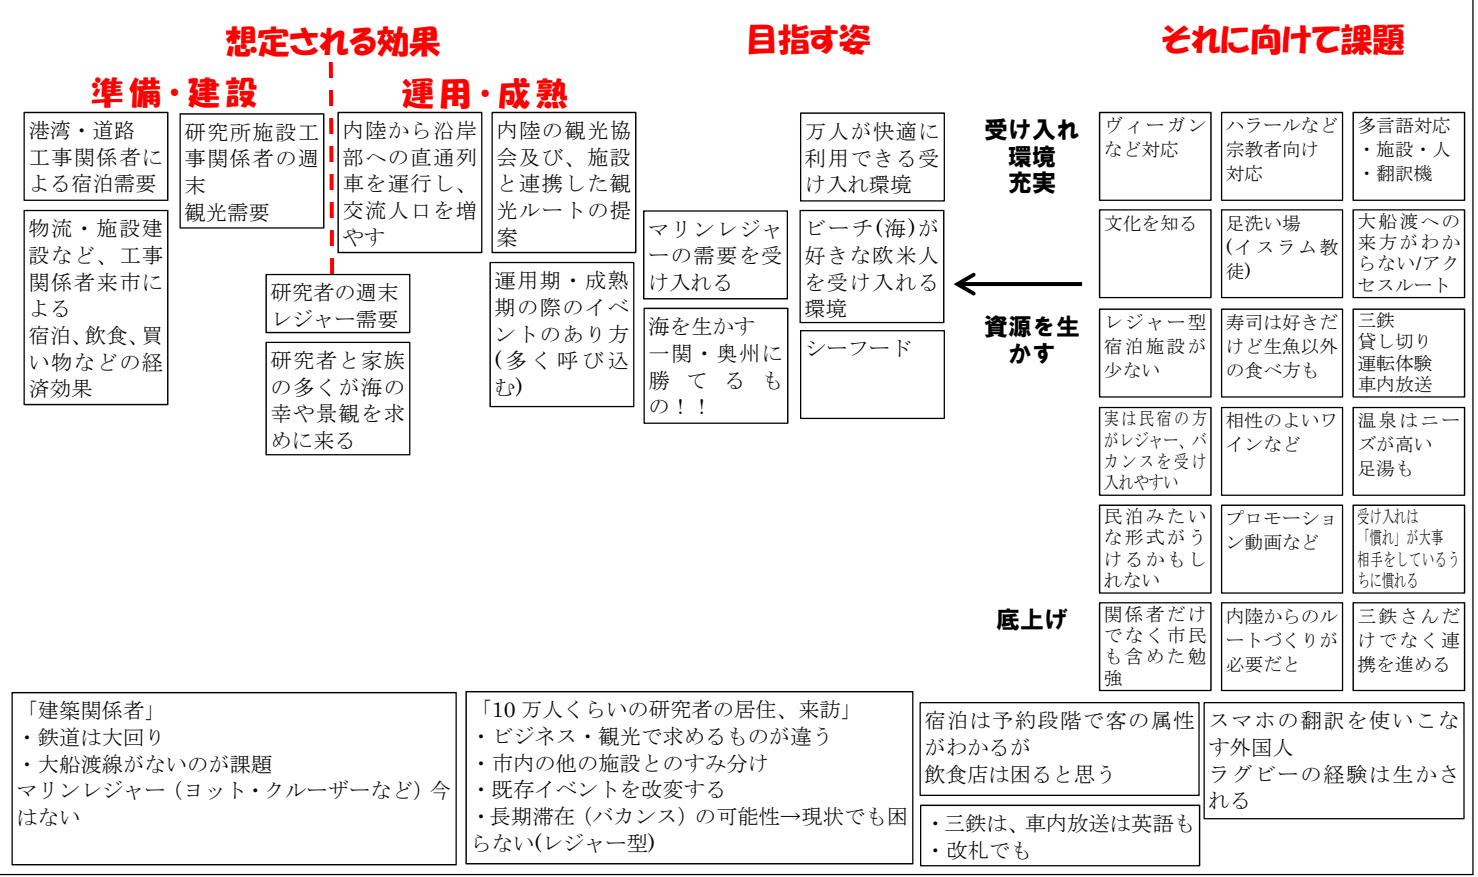 想定される効果
目指す姿
それに向けて課題
準備・建設
運用・成熟
港湾・道路
工事関係者に
よる宿泊需要
物流・施設建
設など、工事
関係者来市に
よる
宿泊、飲食、買
い物などの経
済効果
研究所施設工
事関係者の週
末
観光需要
研究者の週末
レジャー需要
研究者と家族
の多くが海の
幸や景観を求
めに来る
内陸から沿岸
部への直通列
車を運行し、
交流人口を増
やす
内陸の観光協
会及び、施設
と連携した観
光ルートの提
案
運用期・成熟
期の際のイベ
ントのあり方
(多く呼び込
む)
マリンレジャ
ーの需要を受
け入れる
海を生かす
一関・奥州に
勝てるも
の！！
万人が快適に
利用できる受
け入れ環境
ビーチ(海)が
好きな欧米人
を受け入れる
環境
シーフード
受け入れ
環境
充実
資源を生
かす
底上げ
ヴィーガン
など対応
ハラールなど
宗教者向け
対応
多言語対応
・施設・人
・翻訳機
文化を知る
足洗い場
(イスラム教
徒)
大船渡への
来方がわか
らない/アク
セスルート
レジャー型
宿泊施設が
少ない
寿司は好きだ
けど生魚以外
の食べ方も
三鉄
貸し切り
運転体験
車内放送
実は民宿の方
がレジャー、バ
カンスを受け
入れやすい
相性のよいワ
インなど
温泉はニー
ズが高い
足湯も
民泊みたい
な形式がう
けるかもし
れない
プロモーショ
ン動画など
受け入れは
「慣れ」が大事
相手をしているう
ちに慣れる
関係者だけ
でなく市民
も含めた勉
強
内陸からのル
ートづくりが
必要だと
三鉄さんだ
けでなく連
携を進める
「建築関係者」
・鉄道は大回り
・大船渡線がないのが課題
マリンレジャー（ヨット・クルーザーなど）今
はない
「10 万人くらいの研究者の居住、来訪」
・ビジネス・観光で求めるものが違う
・市内の他の施設とのすみ分け
・既存イベントを改変する
・長期滞在（バカンス）の可能性→現状でも困
らない(レジャー型)
宿泊は予約段階で客の属性
がわかるが
飲食店は困ると思う
・三鉄は、車内放送は英語も
・改札でも
スマホの翻訳を使いこな
す外国人
ラグビーの経験は生かさ
れる